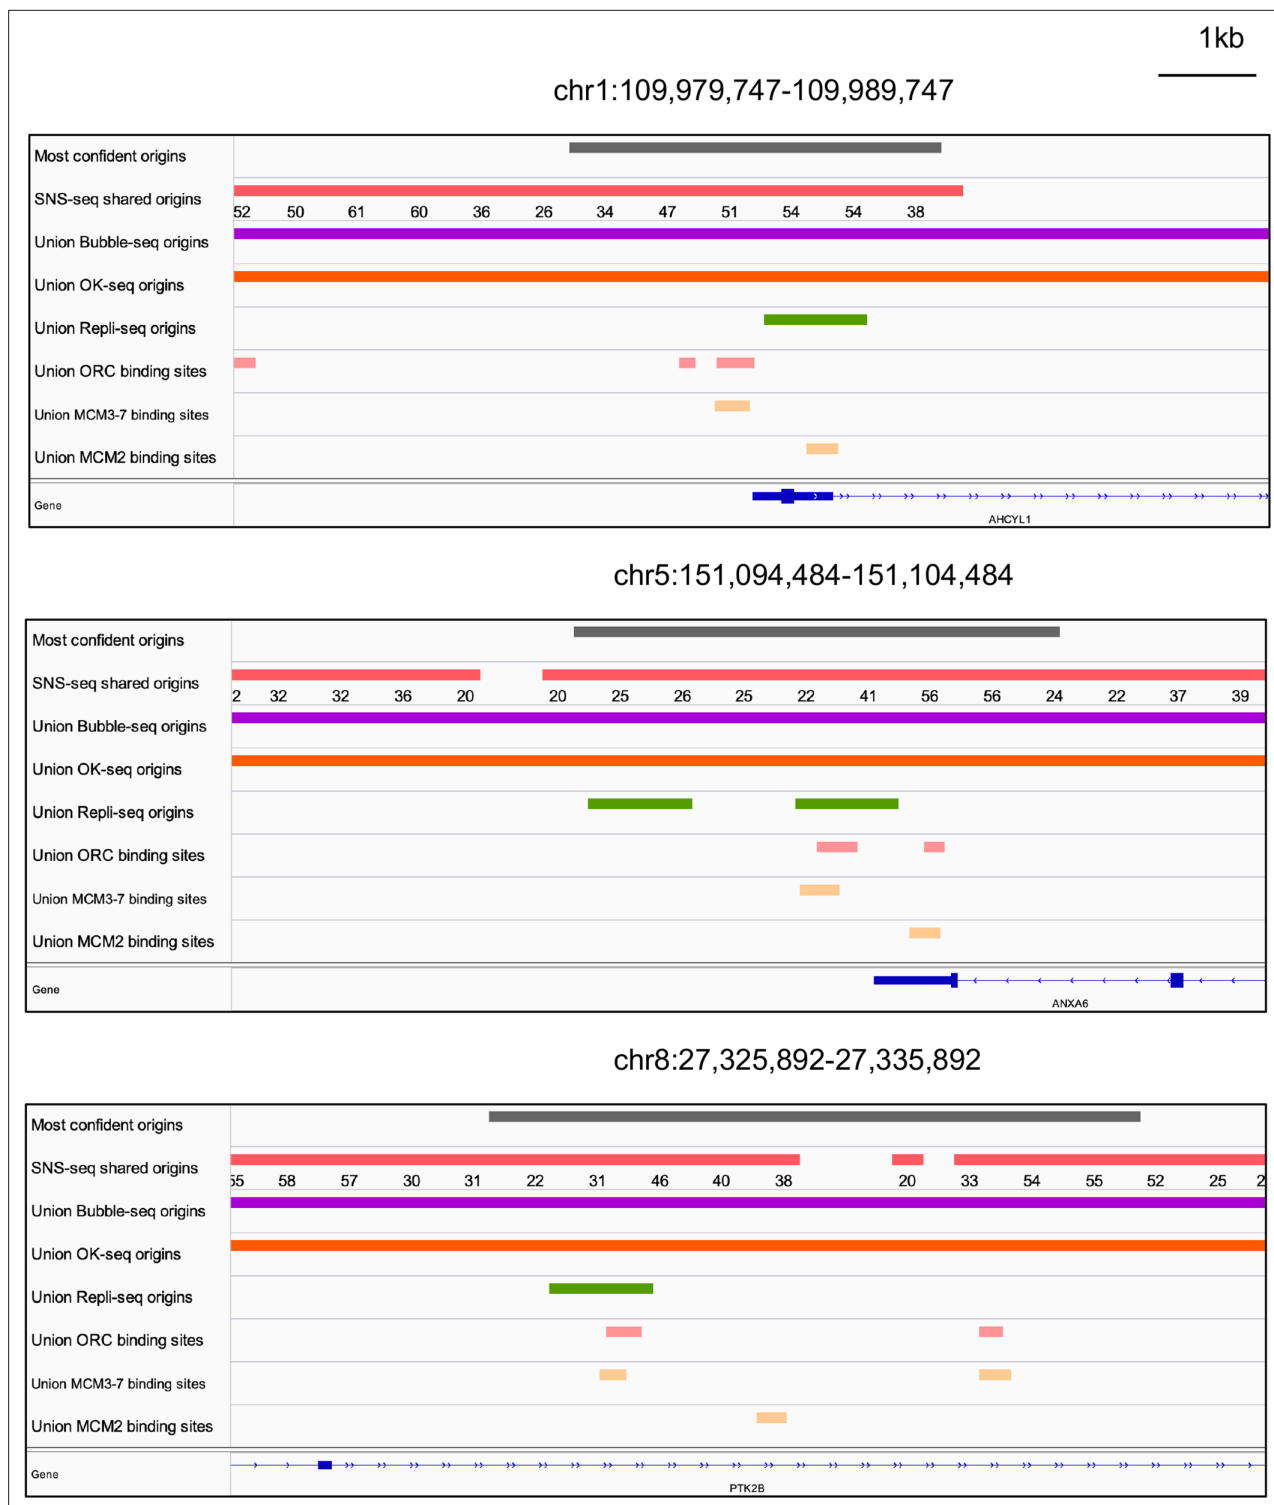 1kb
chr1:109,979,747-109,989,747
Most confident origins
SNS-seq shared origins
52 50 61 60 36 26 34 47 51 54 54 38
Union Bubble-seq origins
Union OK-seq origins
Union Repli-seq origins
Union ORC binding sites
Union MCM3-7 binding sites
Union MCM2 binding sites
Gene
AHCYL1
chr5:151,094,484-151,104,484
Most confident origins
SNS-seq shared origins
2 32 32 36 20 20 25 26 25 22 41 56 56 24 22 37 39
Union Bubble-seq origins
Union OK-seq origins
Union Repli-seq origins
Union ORC binding sites
Union MCM3-7 binding sites
Union MCM2 binding sites
Gene
ANXA6
chr8:27,325,892-27,335,892
Most confident origins
SNS-seq shared origins
55 58 57 30 31 22 31 46 40 38 20 33 54 55 52 25 2
Union Bubble-seq origins
Union OK-seq origins
Union Repli-seq origins
Union ORC binding sites
Union MCM3-7 binding sites
Union MCM2 binding sites
Gene
PTK2B